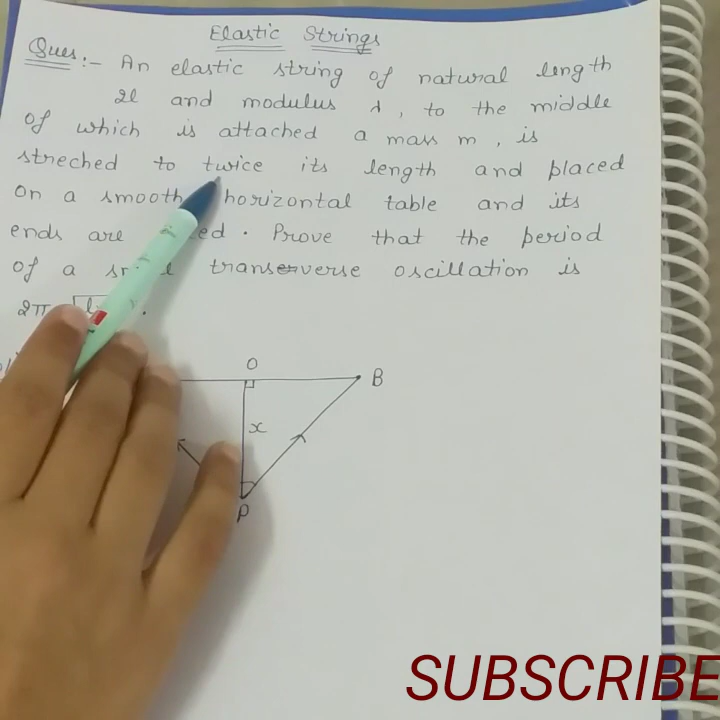 Elastic Strings
Ques:- An elastic string of natural length
2l and modulus λ, to the middle
of which is attached a mass m, is
streched to twice its length and placed
on a smooth horizontal table and its
ends are . Prove that the period
of a transenverse oscillation is
2π .
O
B
x
P
SUBSCRIBE